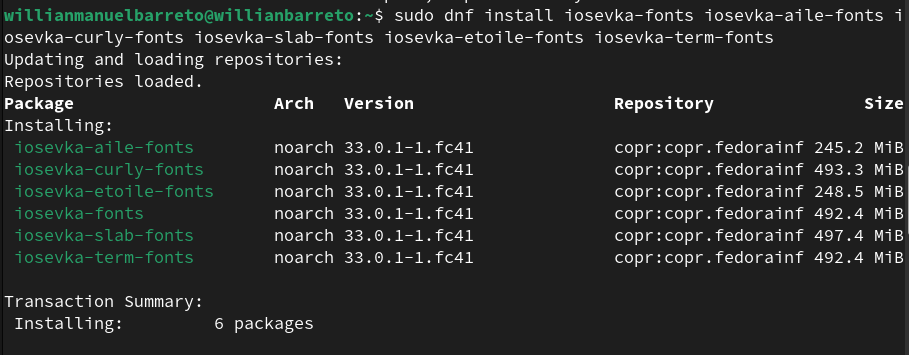 willianmanuelbarreto@willianbarreto:~$ sudo dnf install iosevka-fonts iosevka-aile-fonts i
osevka-curly-fonts iosevka-slab-fonts iosevka-etoile-fonts iosevka-term-fonts
Updating and loading repositories:
Repositories loaded.
Package Arch Version Repository Size
Installing:
iosevka-aile-fonts noarch 33.0.1-1.fc41 copr:copr.fedorainf 245.2 MiB
iosevka-curly-fonts noarch 33.0.1-1.fc41 copr:copr.fedorainf 493.3 MiB
iosevka-etoile-fonts noarch 33.0.1-1.fc41 copr:copr.fedorainf 248.5 MiB
iosevka-fonts noarch 33.0.1-1.fc41 copr:copr.fedorainf 492.4 MiB
iosevka-slab-fonts noarch 33.0.1-1.fc41 copr:copr.fedorainf 497.4 MiB
iosevka-term-fonts noarch 33.0.1-1.fc41 copr:copr.fedorainf 492.4 MiB
Transaction Summary:
Installing: 6 packages